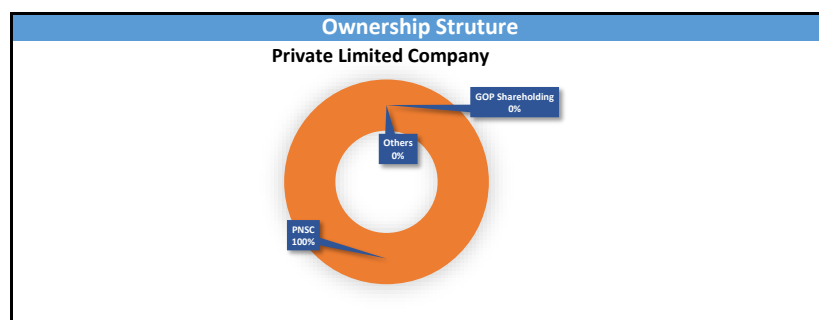 Ownership Struture
Private Limited Company
GOP Shareholding
0%
Others
0%
PNSC
100%